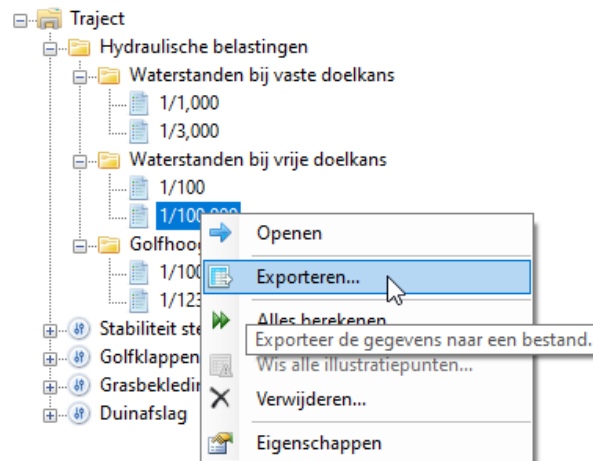 Traject
Hydraulische belastingen
Waterstanden bij vaste doelkans
1/1,000
1/3,000
Waterstanden bij vrije doelkans
1/100
1/100,000
Openen
Golfhoog
1/100
Exporteren...
1/123
Alles berekenen
Stabiliteit ste
Exporteer de gegevens naar een bestand.
Golfklappen
Wis alle illustratiepunten...
Grasbekledin
Verwijderen...
Duinafslag
Eigenschappen